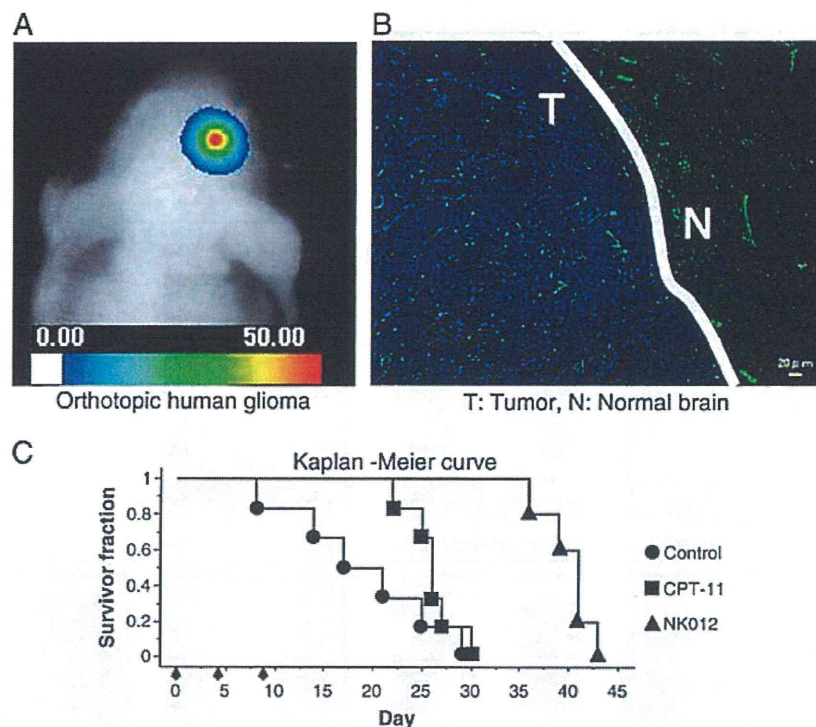 A
B
T
N
0.00 50.00
20μm
Orthotopic human glioma
T: Tumor, N: Normal brain
C
Kaplan -Meier curve
Survivor fraction
1
0.8
0.6
0.4
0.2
0
Control
CPT-11
NK012
0 5 10 15 20 25 30 35 40 45
Day